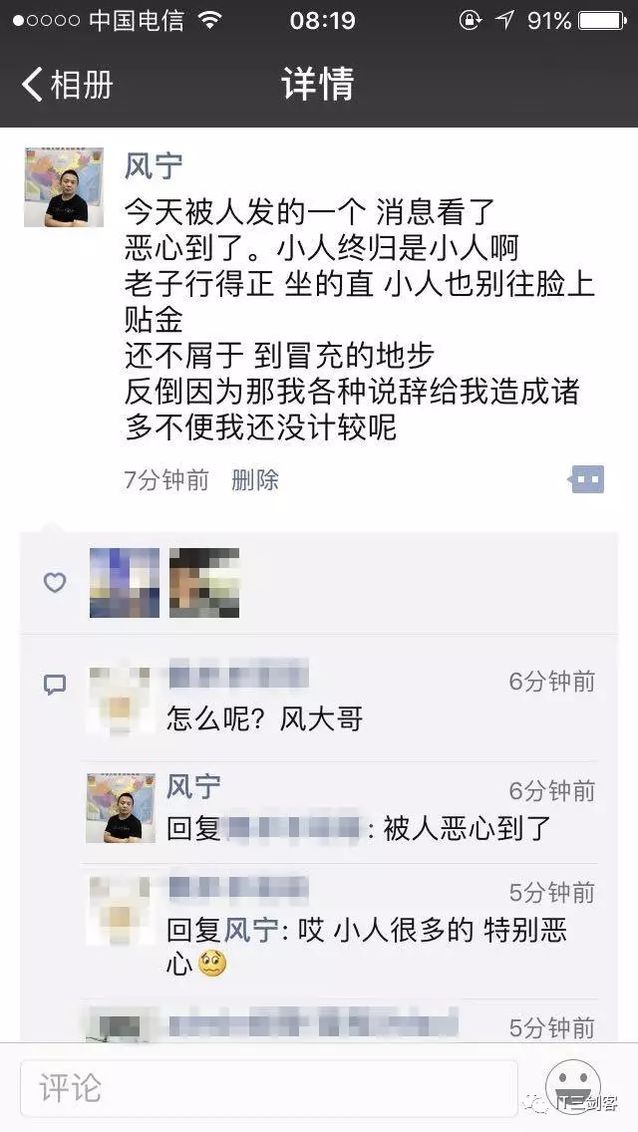 中国电信 08:19 91%
相册 详情
风宁
今天被人发的一个 消息看了
恶心到了。小人终归是小人啊
老子行得正 坐的直 小人也别往脸上
贴金
还不屑于 到冒充的地步
反倒因为那我各种说辞给我造成诸
多不便我还没计较呢
7分钟前 删除
6分钟前
怎么呢？风大哥
风宁 6分钟前
回复 : 被人恶心到了
5分钟前
回复风宁: 哎 小人很多的 特别恶
心
5分钟前
评论
IT三剑客